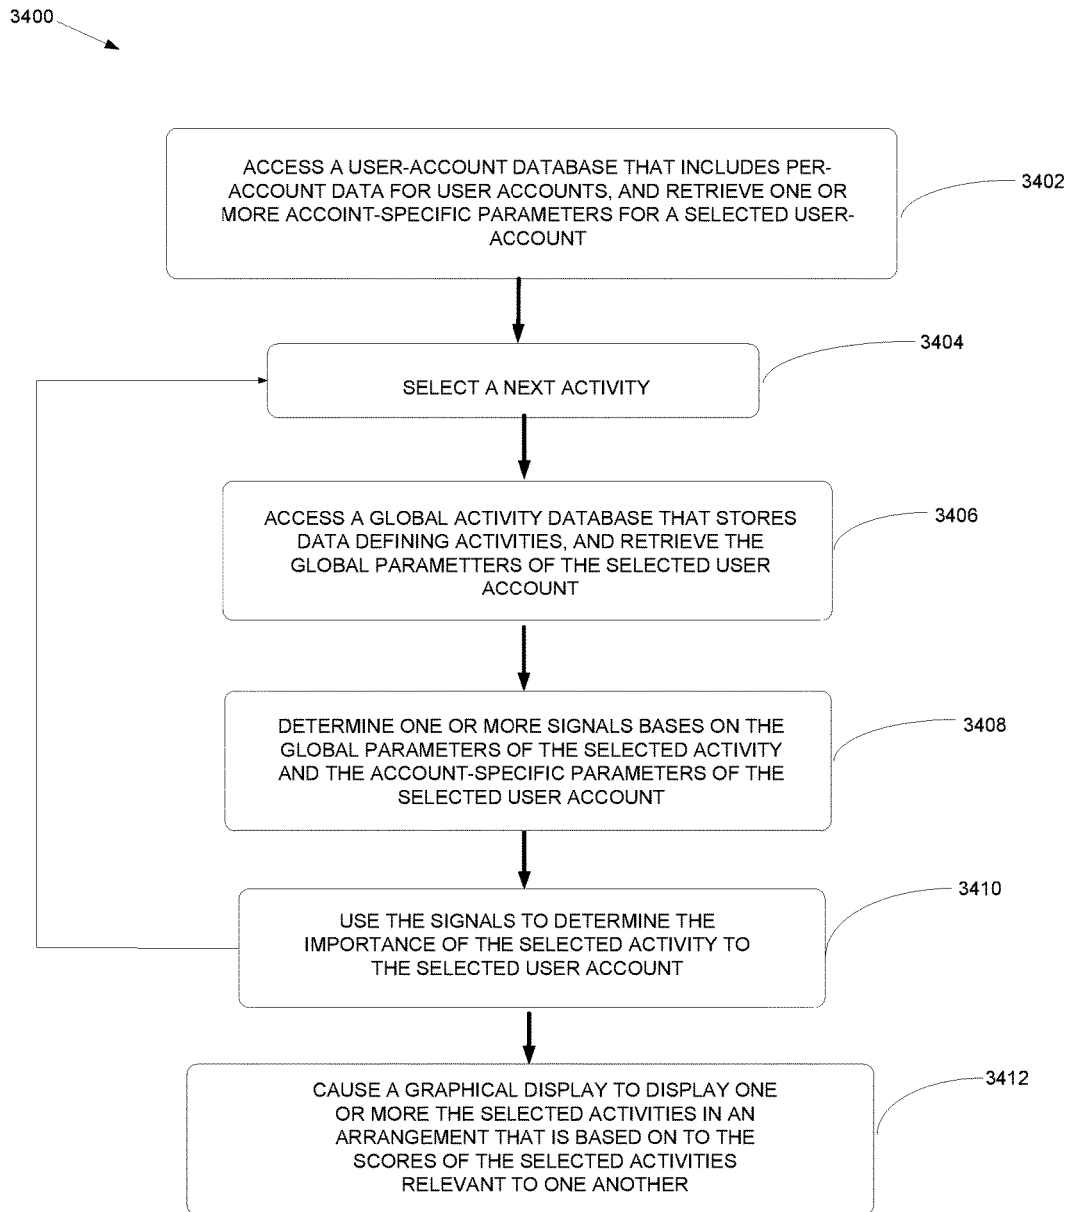 3400
ACCESS A USER-ACCOUNT DATABASE THAT INCLUDES PER-
ACCOUNT DATA FOR USER ACCOUNTS, AND RETRIEVE ONE OR
MORE ACCOINT-SPECIFIC PARAMETERS FOR A SELECTED USER-
ACCOUNT
3402
3404
SELECT A NEXT ACTIVITY
ACCESS A GLOBAL ACTIVITY DATABASE THAT STORES
DATA DEFINING ACTIVITIES, AND RETRIEVE THE
GLOBAL PARAMETTERS OF THE SELECTED USER
ACCOUNT
3406
DETERMINE ONE OR MORE SIGNALS BASES ON THE
GLOBAL PARAMETERS OF THE SELECTED ACTIVITY
AND THE ACCOUNT-SPECIFIC PARAMETERS OF THE
SELECTED USER ACCOUNT
3408
USE THE SIGNALS TO DETERMINE THE
IMPORTANCE OF THE SELECTED ACTIVITY TO
THE SELECTED USER ACCOUNT
3410
CAUSE A GRAPHICAL DISPLAY TO DISPLAY ONE
OR MORE THE SELECTED ACTIVITIES IN AN
ARRANGEMENT THAT IS BASED ON TO THE
SCORES OF THE SELECTED ACTIVITIES
RELEVANT TO ONE ANOTHER
3412